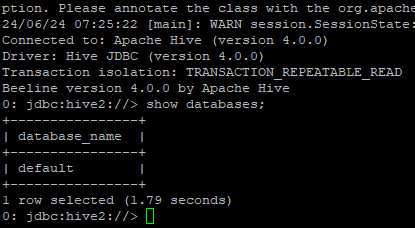 ption. Please annotate the class with the org.apache
24/06/24 07:25:22 [main]: WARN session.SessionState:
Connected to: Apache Hive (version 4.0.0)
Driver: Hive JDBC (version 4.0.0)
Transaction isolation: TRANSACTION_REPEATABLE_READ
Beeline version 4.0.0 by Apache Hive
0: jdbc:hive2://> show databases;
+----------------+
| database_name  |
+----------------+
| default        |
+----------------+
1 row selected (1.79 seconds)
0: jdbc:hive2://>